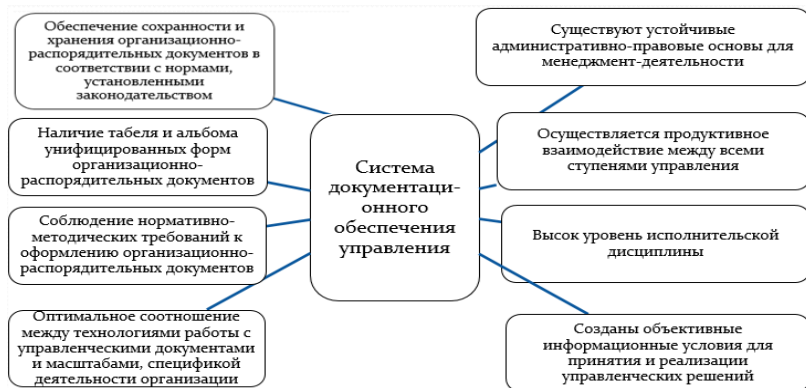 Обеспечение сохранности и
хранения организационно-
распорядительных документов в
соответствии с нормами,
установленными
законодательством
Наличие табеля и альбома
унифицированных форм
организационно-
распорядительных документов
Соблюдение нормативно-
методических требований к
оформлению организационно-
распорядительных документов
Оптимальное соотношение
между технологиями работы с
управленческими документами
и масштабами, спецификой
деятельности организации
Система
документаци-
онного
обеспечения
управления
Существуют устойчивые
административно-правовые основы для
менеджмент-деятельности
Осуществляется продуктивное
взаимодействие между всеми
ступенями управления
Высок уровень исполнительской
дисциплины
Созданы объективные
информационные условия для
принятия и реализации
управленческих решений